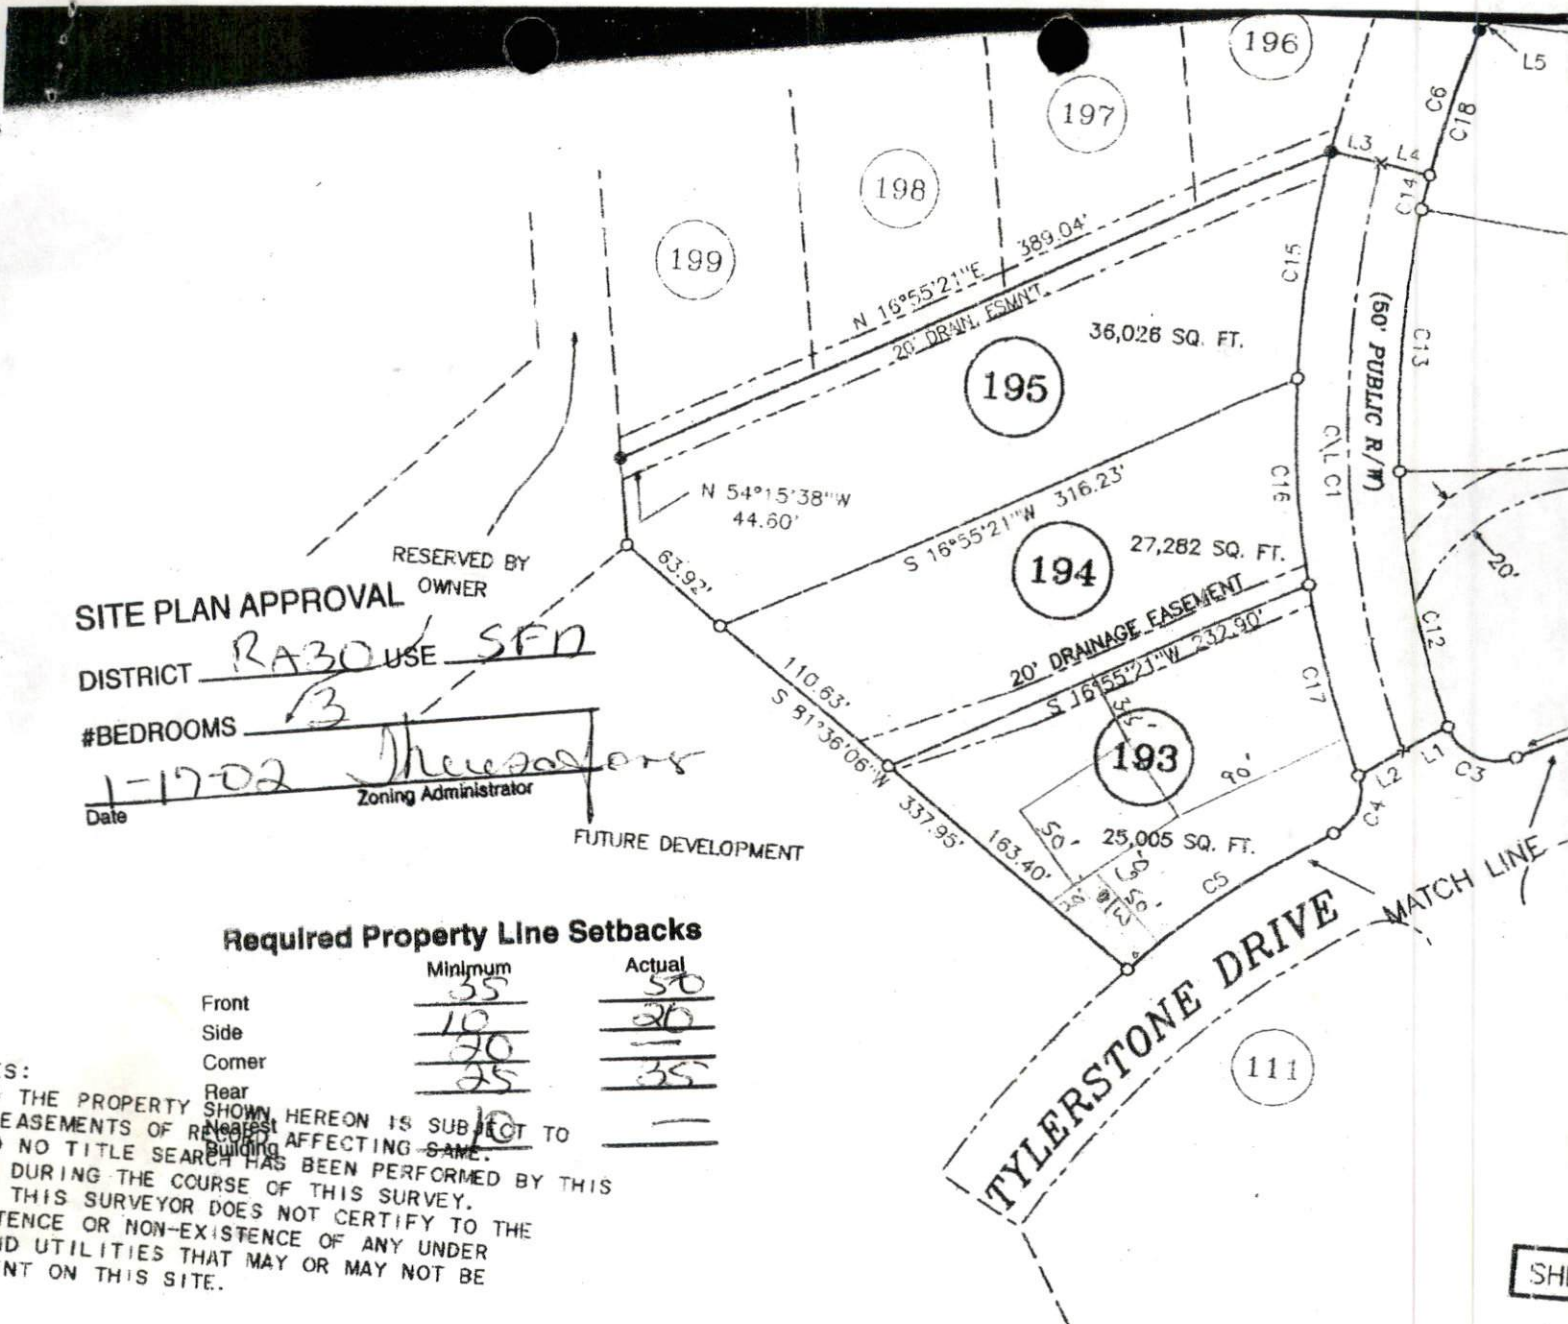 196
L5
197
C6
C18
L3
L4
198
C14
199
389.04'
N 16°55'21"E
20' DRAIN. ESMN'T.
C15
36,026 SQ. FT.
195
(50' PUBLIC R/W)
C13
C\L C1
N 54°15'38"W
44.60'
S 16°55'21"W 316.23'
C16
RESERVED BY
OWNER
63.92'
194
27,282 SQ. FT.
20'
SITE PLAN APPROVAL
DISTRICT RA30 USE SFD
#BEDROOMS 3
1-17-02
Date
Zoning Administrator
20' DRAINAGE EASEMENT
S 16°55'21"W 232.90'
C12
110.63'
S 81°36'06"W 337.95'
35'
193
C17
90'
L1
L2
C3
C4
FUTURE DEVELOPMENT
163.40'
50'
25,005 SQ. FT.
50'
C5
MATCH LINE
TYLERSTONE DRIVE
111
Required Property Line Setbacks
Minimum Actual
Front 35 50
Side 10 20
Corner 20 —
Rear 25 35
Nearest
Building 10 —
ES:
THE PROPERTY SHOWN HEREON IS SUBJECT TO
EASEMENTS OF RECORD AFFECTING SAME.
NO TITLE SEARCH HAS BEEN PERFORMED BY THIS
DURING THE COURSE OF THIS SURVEY.
THIS SURVEYOR DOES NOT CERTIFY TO THE
TENCE OR NON-EXISTENCE OF ANY UNDER
ND UTILITIES THAT MAY OR MAY NOT BE
NT ON THIS SITE.